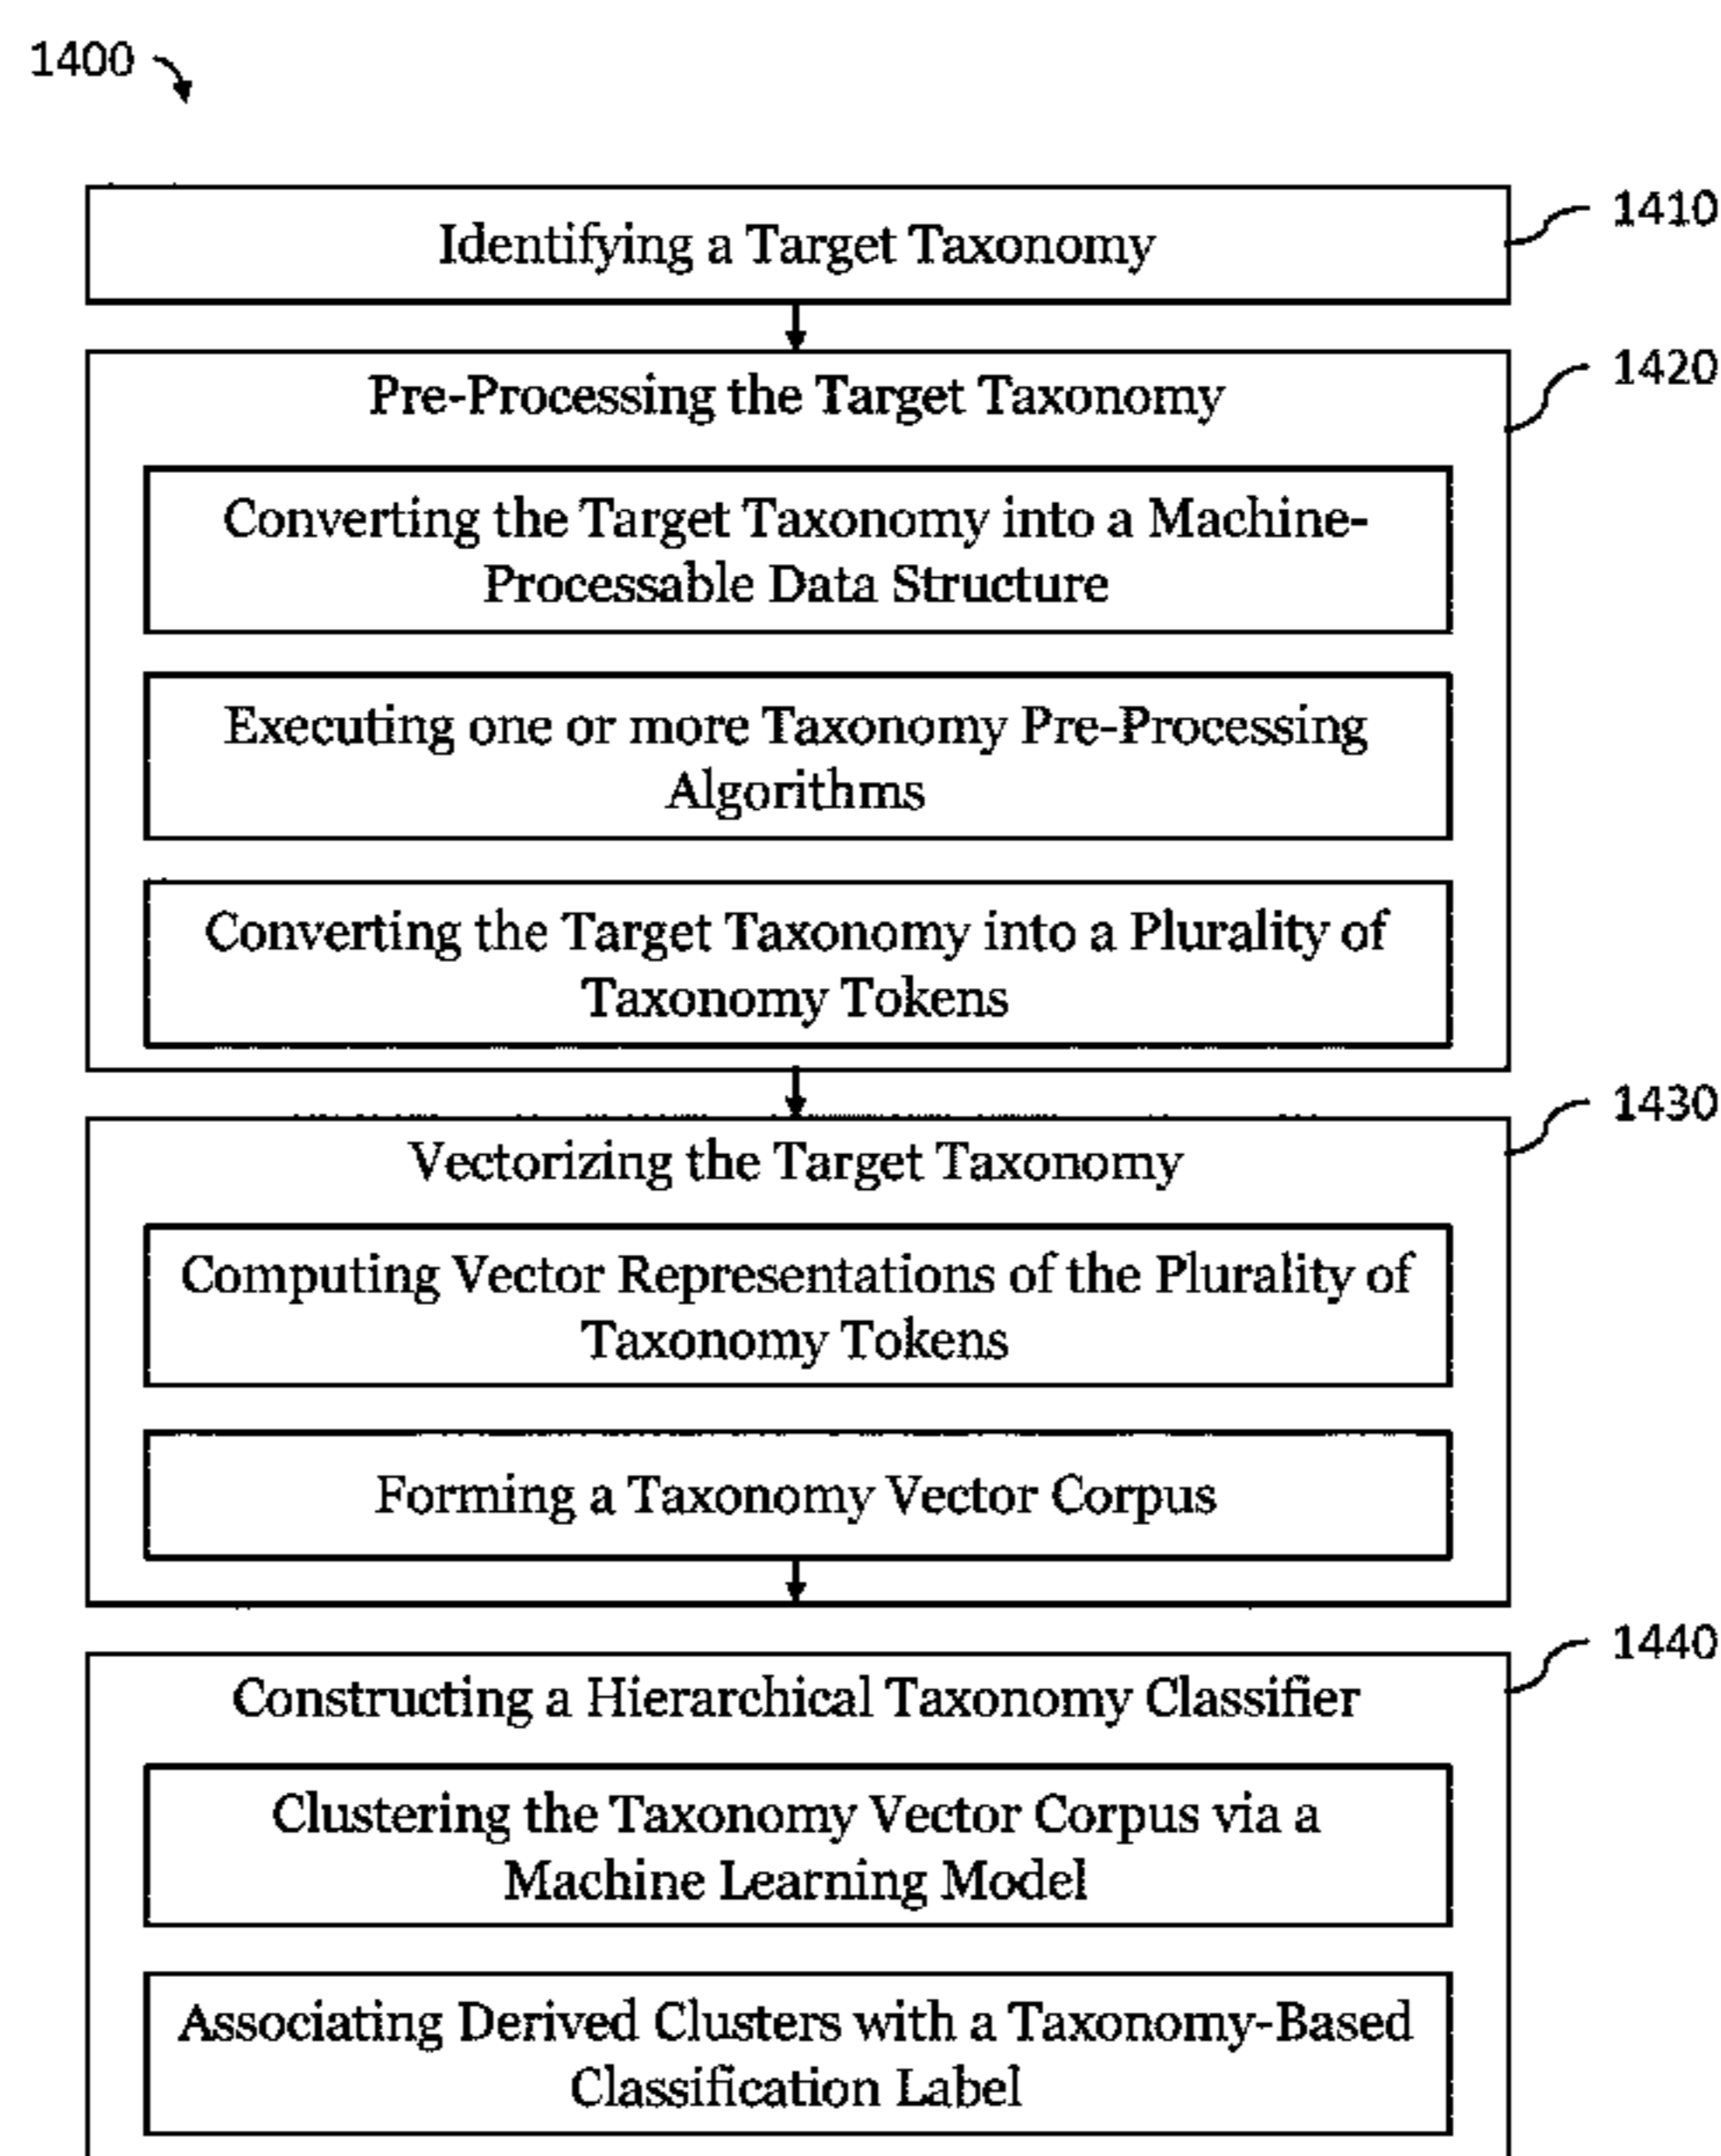 1400
Identifying a Target Taxonomy
1410
Pre-Processing the Target Taxonomy
1420
Converting the Target Taxonomy into a Machine-
Processable Data Structure
Executing one or more Taxonomy Pre-Processing
Algorithms
Converting the Target Taxonomy into a Plurality of
Taxonomy Tokens
Vectorizing the Target Taxonomy
1430
Computing Vector Representations of the Plurality of
Taxonomy Tokens
Forming a Taxonomy Vector Corpus
Constructing a Hierarchical Taxonomy Classifier
1440
Clustering the Taxonomy Vector Corpus via a
Machine Learning Model
Associating Derived Clusters with a Taxonomy-Based
Classification Label